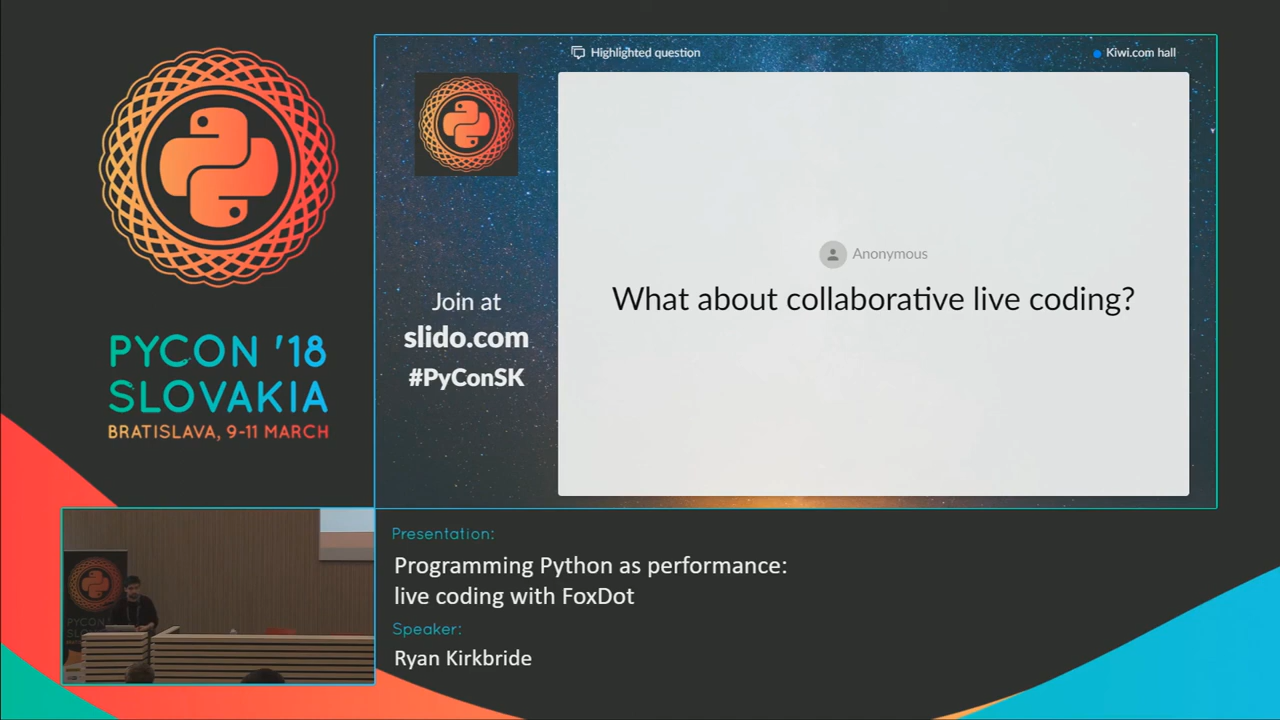 Highlighted question
Kiwi.com hall
Anonymous
What about collaborative live coding?
Join at
slido.com
#PyConSK
PYCON '18
SLOVAKIA
BRATISLAVA, 9-11 MARCH
Presentation:
Programming Python as performance:
live coding with FoxDot
Speaker:
Ryan Kirkbride